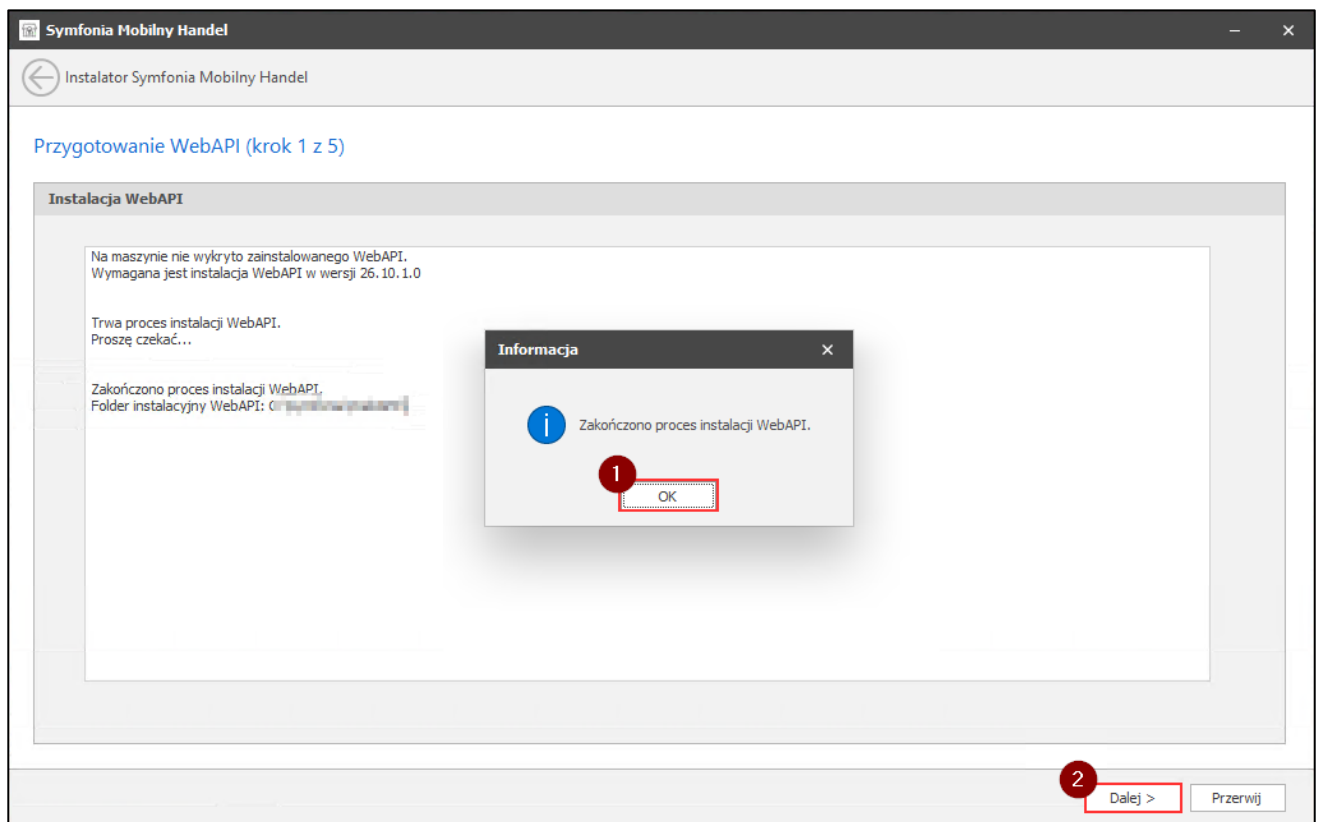 Symfonia Mobilny Handel
Instalator Symfonia Mobilny Handel
Przygotowanie WebAPI (krok 1 z 5)
Instalacja WebAPI
Na maszynie nie wykryto zainstalowanego WebAPI.
Wymagana jest instalacja WebAPI w wersji 26.10.1.0
Trwa proces instalacji WebAPI.
Proszę czekać...
Zakończono proces instalacji WebAPI.
Folder instalacyjny WebAPI:
Informacja
Zakończono proces instalacji WebAPI.
1
OK
2
Dalej >
Przerwij